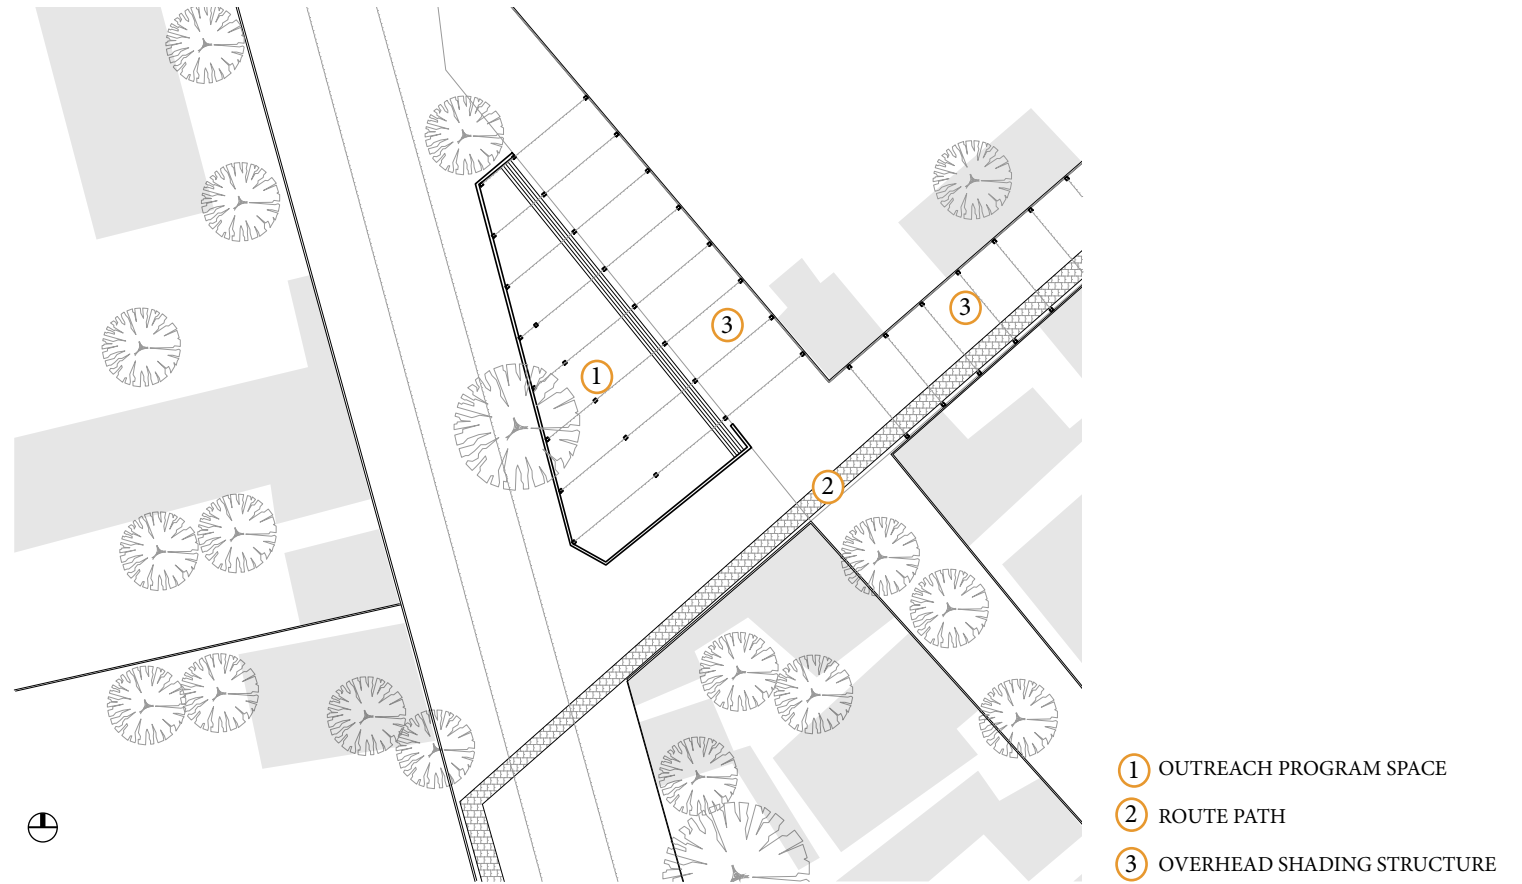 3
3
1
2
1 OUTREACH PROGRAM SPACE
2 ROUTE PATH
3 OVERHEAD SHADING STRUCTURE